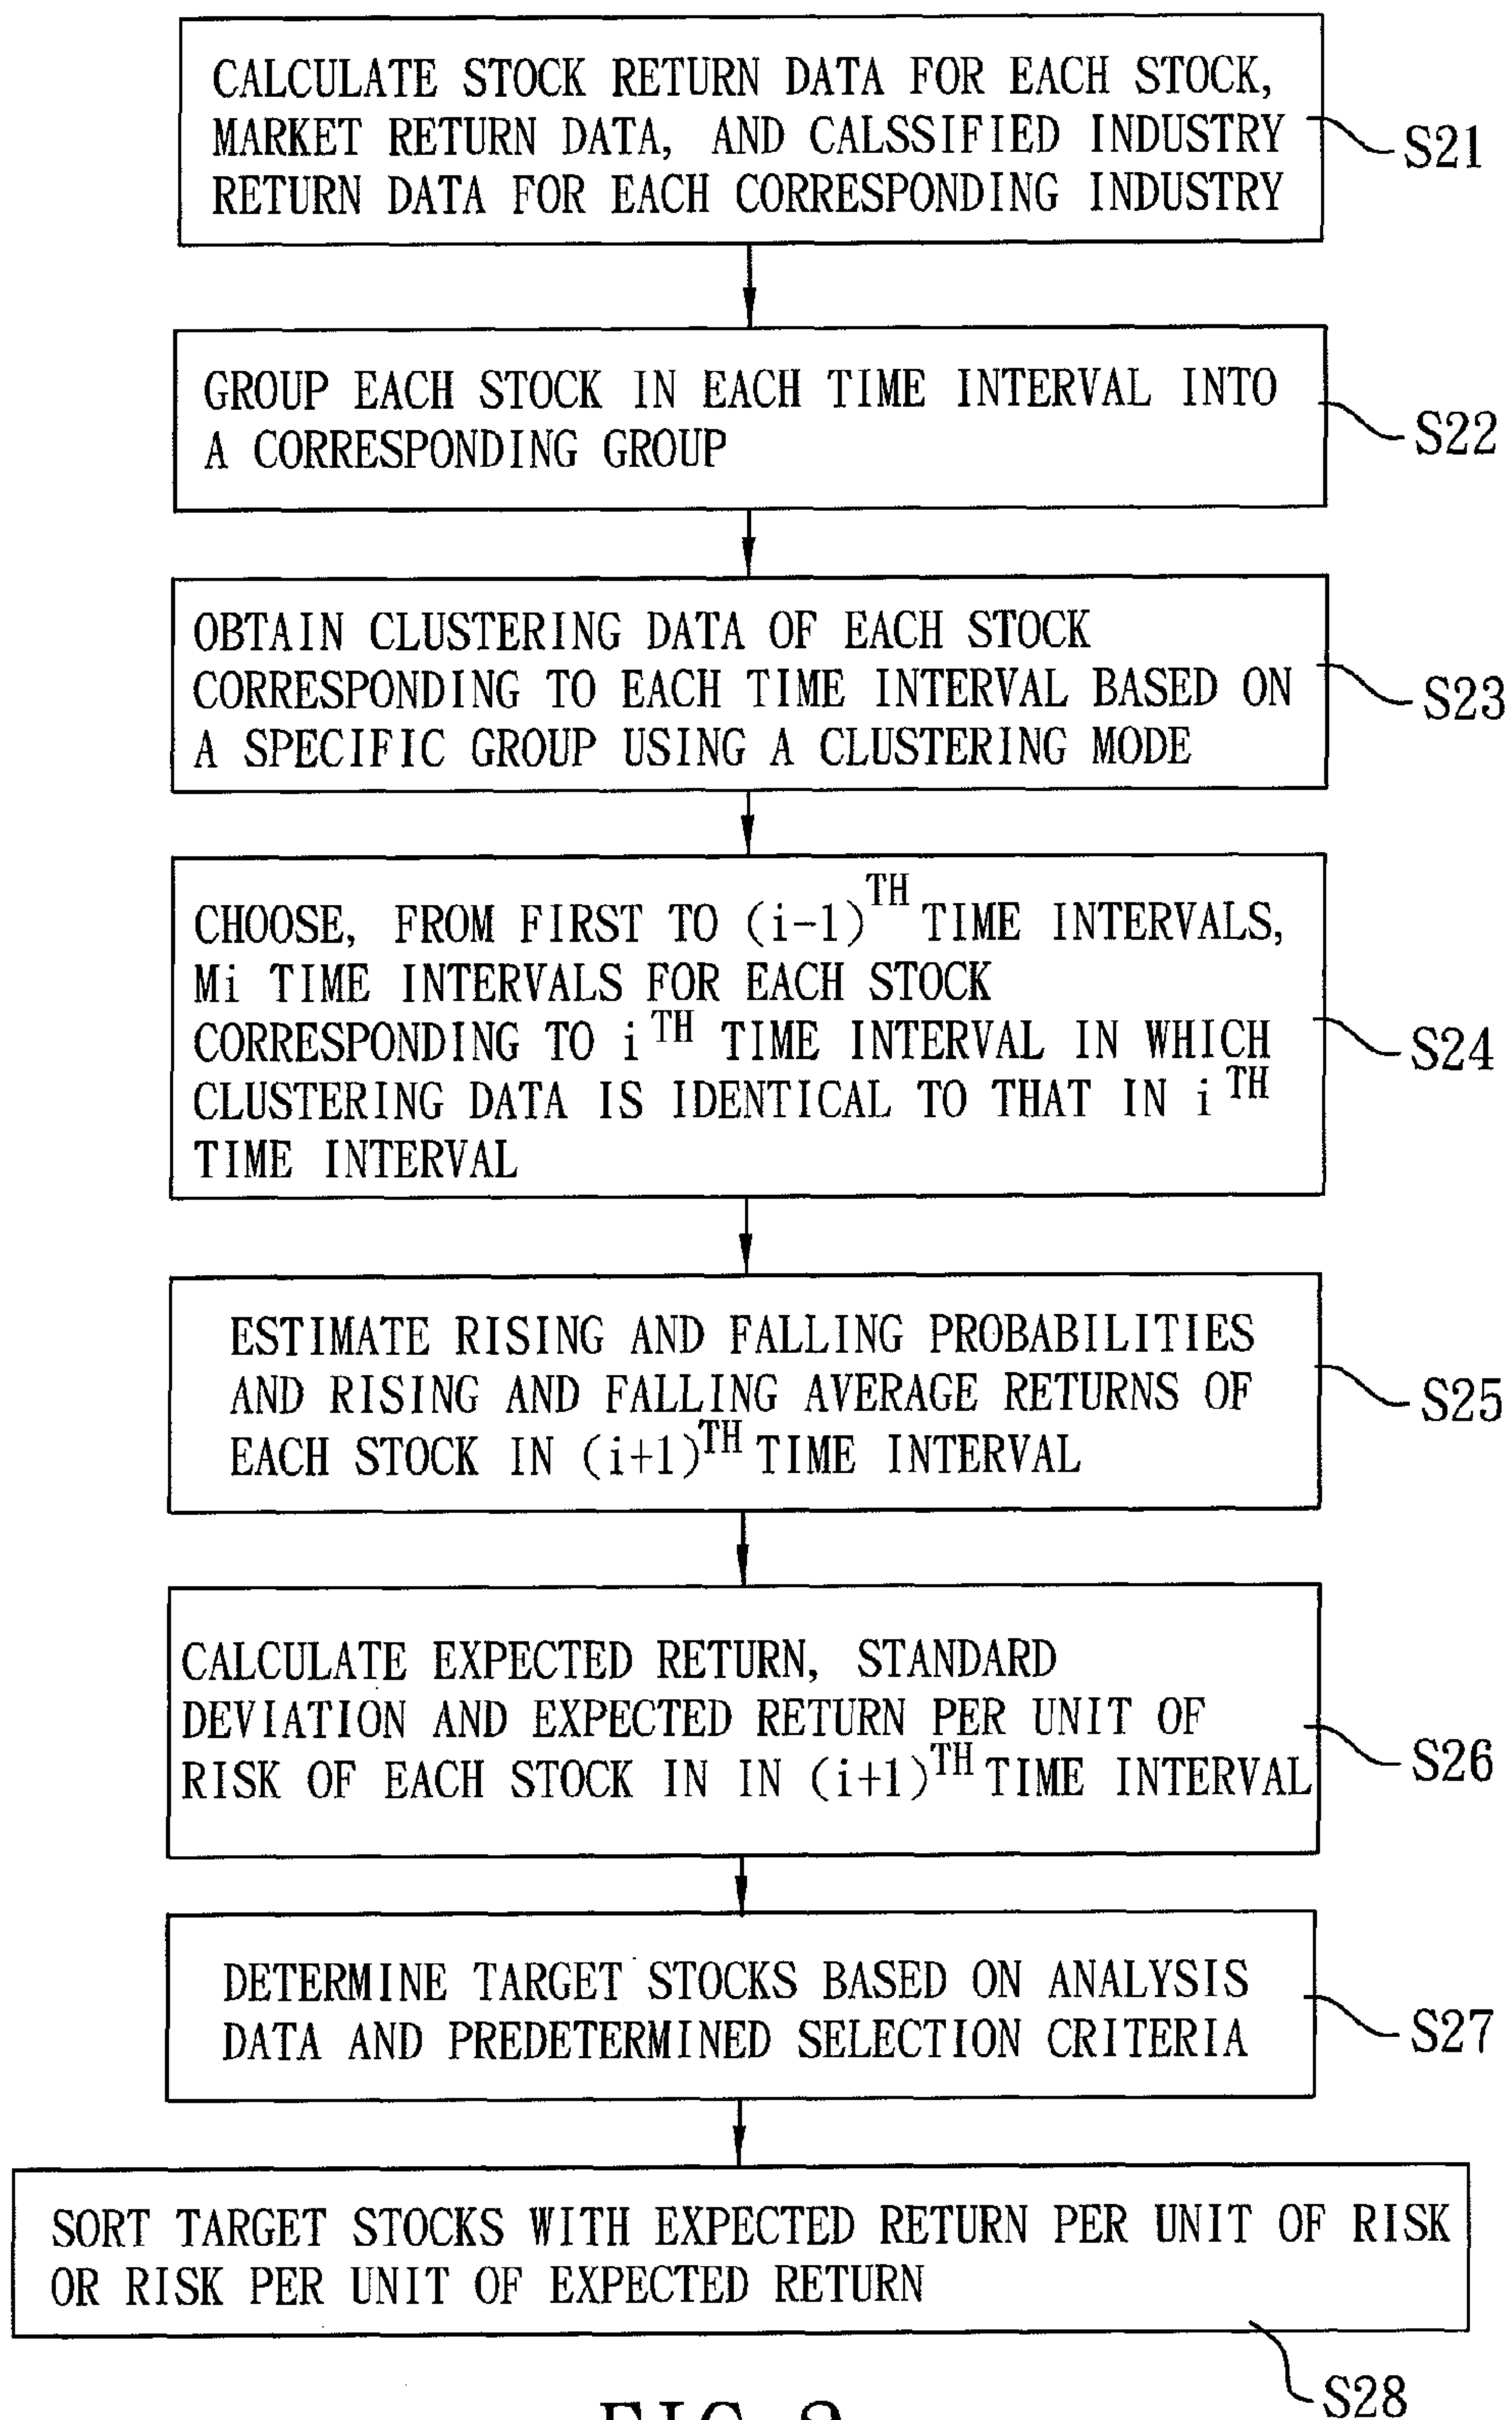 CALCULATE STOCK RETURN DATA FOR EACH STOCK,
MARKET RETURN DATA, AND CALSSIFIED INDUSTRY
RETURN DATA FOR EACH CORRESPONDING INDUSTRY
S21
GROUP EACH STOCK IN EACH TIME INTERVAL INTO
A CORRESPONDING GROUP
S22
OBTAIN CLUSTERING DATA OF EACH STOCK
CORRESPONDING TO EACH TIME INTERVAL BASED ON
A SPECIFIC GROUP USING A CLUSTERING MODE
S23
CHOOSE, FROM FIRST TO (i-1)TH TIME INTERVALS,
Mi TIME INTERVALS FOR EACH STOCK
CORRESPONDING TO iTH TIME INTERVAL IN WHICH
CLUSTERING DATA IS IDENTICAL TO THAT IN iTH
TIME INTERVAL
S24
ESTIMATE RISING AND FALLING PROBABILITIES
AND RISING AND FALLING AVERAGE RETURNS OF
EACH STOCK IN (i+1)TH TIME INTERVAL
S25
CALCULATE EXPECTED RETURN, STANDARD
DEVIATION AND EXPECTED RETURN PER UNIT OF
RISK OF EACH STOCK IN IN (i+1)TH TIME INTERVAL
S26
DETERMINE TARGET STOCKS BASED ON ANALYSIS
DATA AND PREDETERMINED SELECTION CRITERIA
S27
SORT TARGET STOCKS WITH EXPECTED RETURN PER UNIT OF RISK
OR RISK PER UNIT OF EXPECTED RETURN
S28